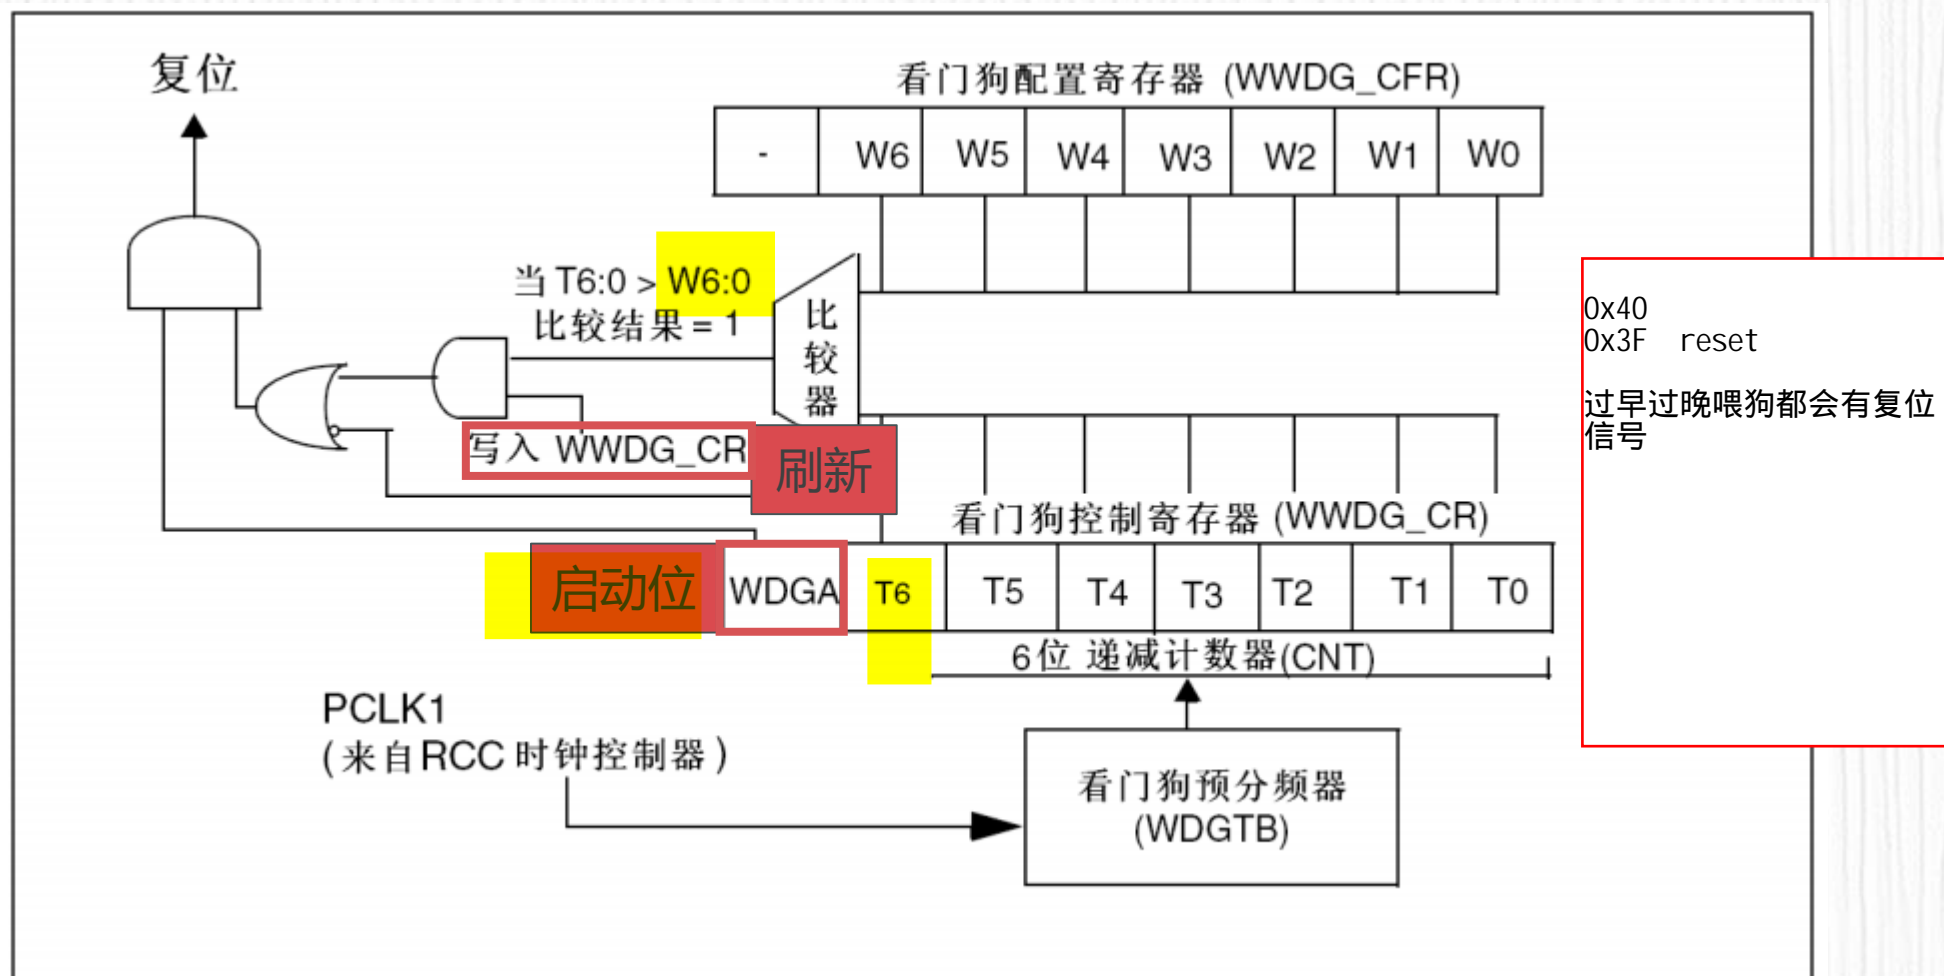 复位
看门狗配置寄存器 (WWDG_CFR)
- W6 W5 W4 W3 W2 W1 W0
当 T6:0 > W6:0
比较结果 = 1
比较器
0x40
0x3F reset
过早过晚喂狗都会有复位
信号
写入 WWDG_CR
刷新
看门狗控制寄存器 (WWDG_CR)
启动位 WDGA T6 T5 T4 T3 T2 T1 T0
6位 递减计数器(CNT)
PCLK1
(来自RCC 时钟控制器)
看门狗预分频器
(WDGTB)